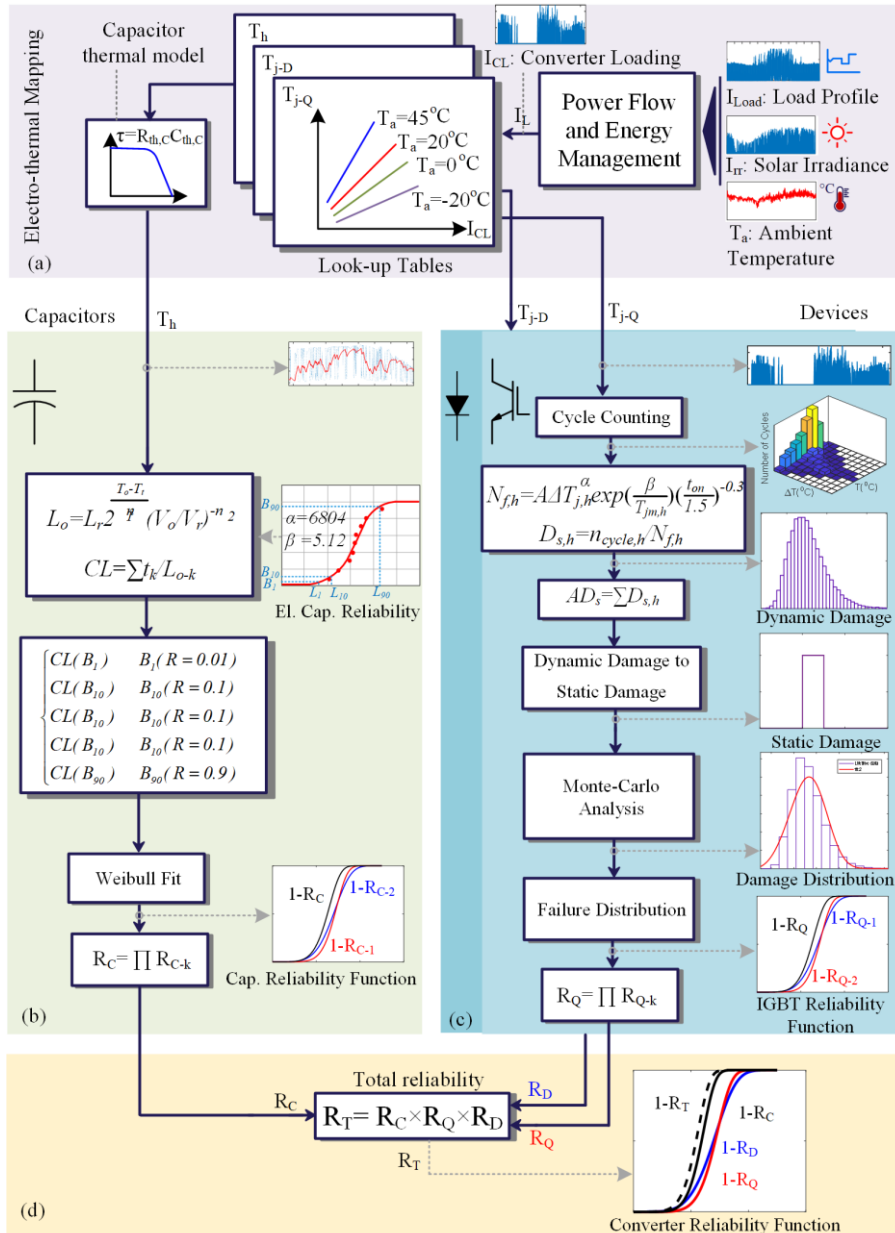 Electro-thermal Mapping
Capacitor
thermal model
τ=R_th,C C_th,C
T_h
T_j-D
T_j-Q
T_a=45°C
T_a=20°C
T_a=0°C
T_a=-20°C
I_CL
Look-up Tables
I_CL: Converter Loading
I_L
Power Flow
and Energy
Management
I_Load: Load Profile
I_rr: Solar Irradiance
°C
T_a: Ambient
Temperature
(a)
Capacitors
T_h
L_o=L_r2^((T_o-T_t)/n_1) (V_o/V_r)^-n_2
CL=∑t_k/L_o-k
B_90
α=6804
β=5.12
B_10
B_1
L_1 L_10 L_90
El. Cap. Reliability
CL(B_1) B_1(R=0.01)
CL(B_10) B_10(R=0.1)
CL(B_10) B_10(R=0.1)
CL(B_10) B_10(R=0.1)
CL(B_90) B_90(R=0.9)
Weibull Fit
1-R_C
1-R_C-2
1-R_C-1
Cap. Reliability Function
R_C=∏ R_C-k
(b)
T_j-D
T_j-Q
Devices
Cycle Counting
Number of Cycles
ΔT(°C)
T(°C)
N_f,h=AΔT_j,h^α exp(β/T_jm,h)(t_on/1.5)^-0.3
D_s,h=n_cycle,h/N_f,h
Dynamic Damage
AD_s=∑D_s,h
Dynamic Damage to
Static Damage
Static Damage
Monte-Carlo
Analysis
Damage Distribution
Failure Distribution
1-R_Q
1-R_Q-1
1-R_Q-2
IGBT Reliability
Function
R_Q=∏ R_Q-k
(c)
Total reliability
R_C
R_T= R_C×R_Q×R_D
R_D
R_Q
R_T
1-R_T
1-R_C
1-R_D
1-R_Q
Converter Reliability Function
(d)